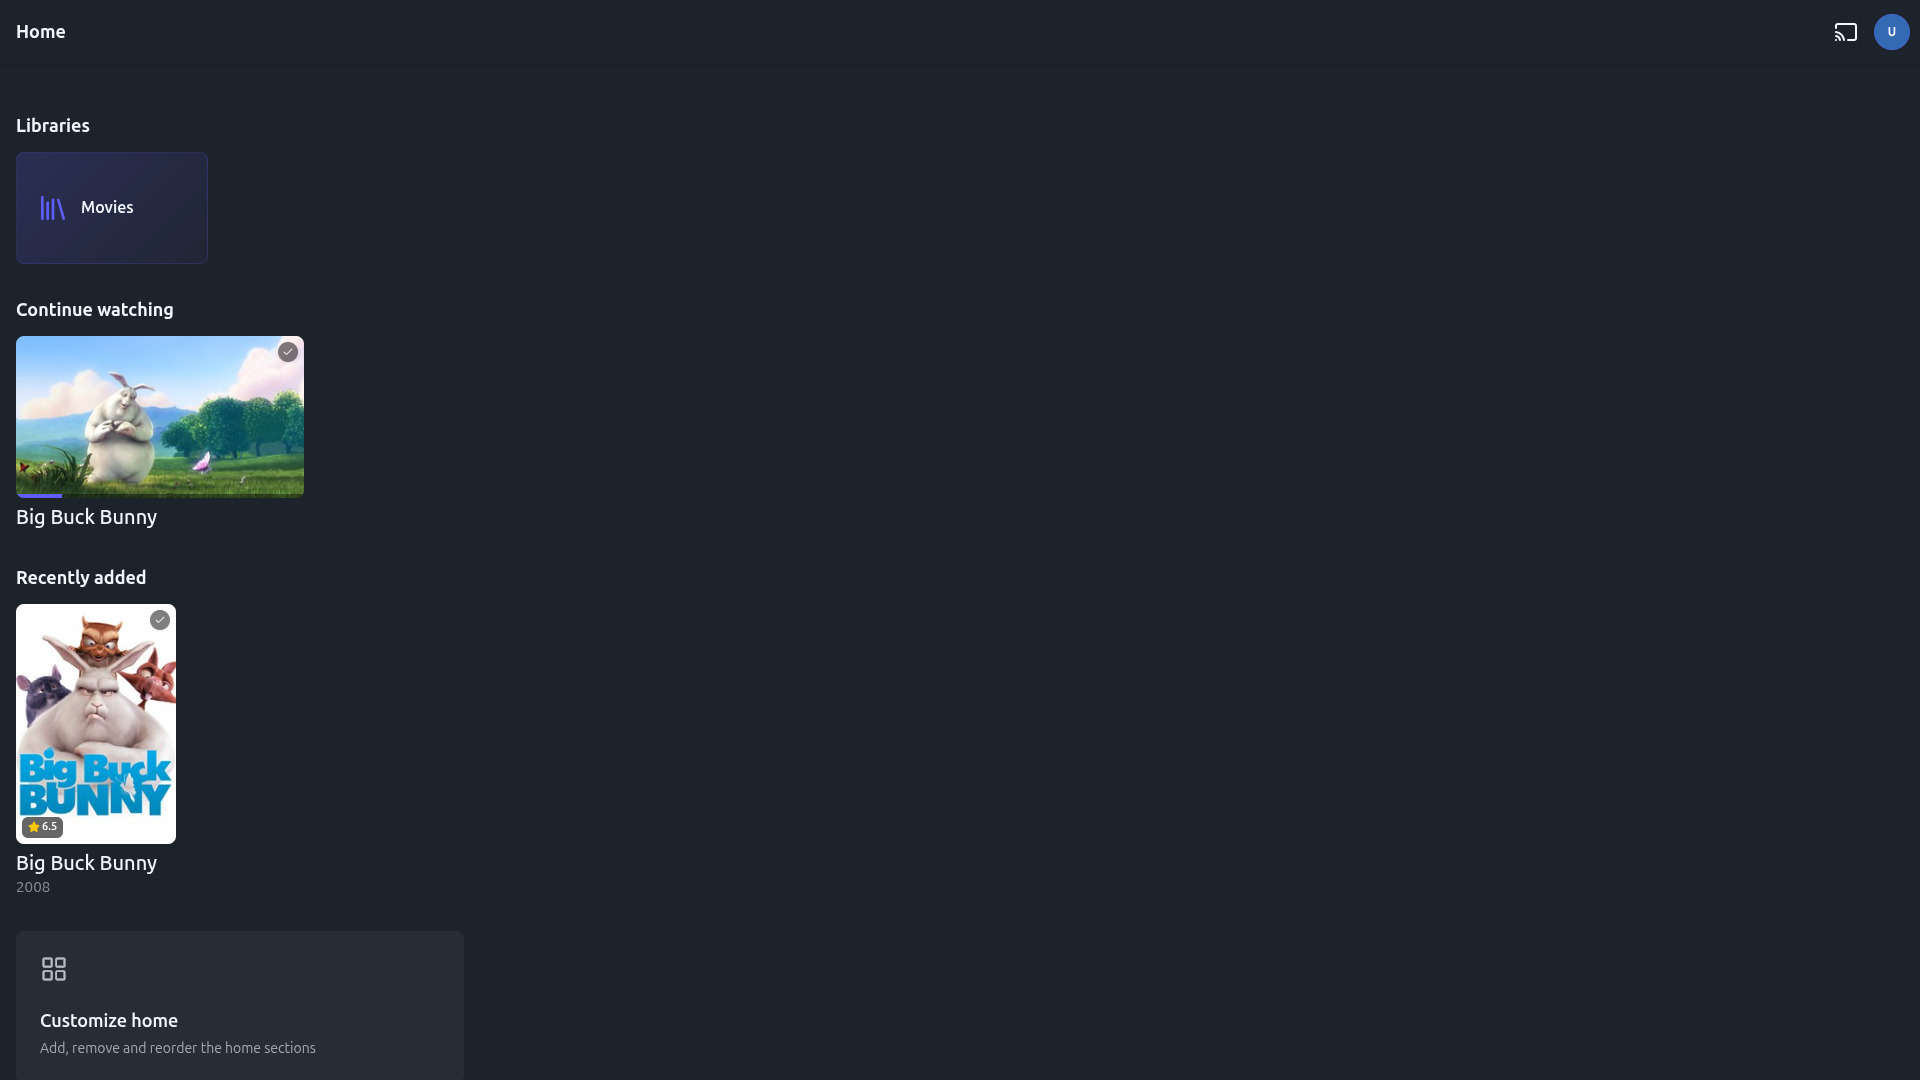 Home
U
Libraries
Movies
Continue watching
Big Buck Bunny
Recently added
Big Buck
BUNNY
6.5
Big Buck Bunny
2008
Customize home
Add, remove and reorder the home sections